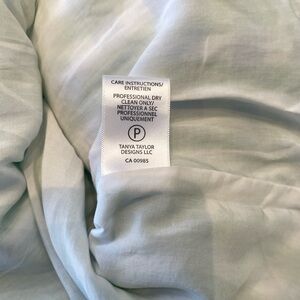 CARE INSTRUCTIONS/
ENTRETIEN
PROFESSIONAL DRY
CLEAN ONLY/
NETTOYER A SEC
PROFESSIONNEL
UNIQUEMENT
P
TANYA TAYLOR
DESIGNS LLC
CA 00985